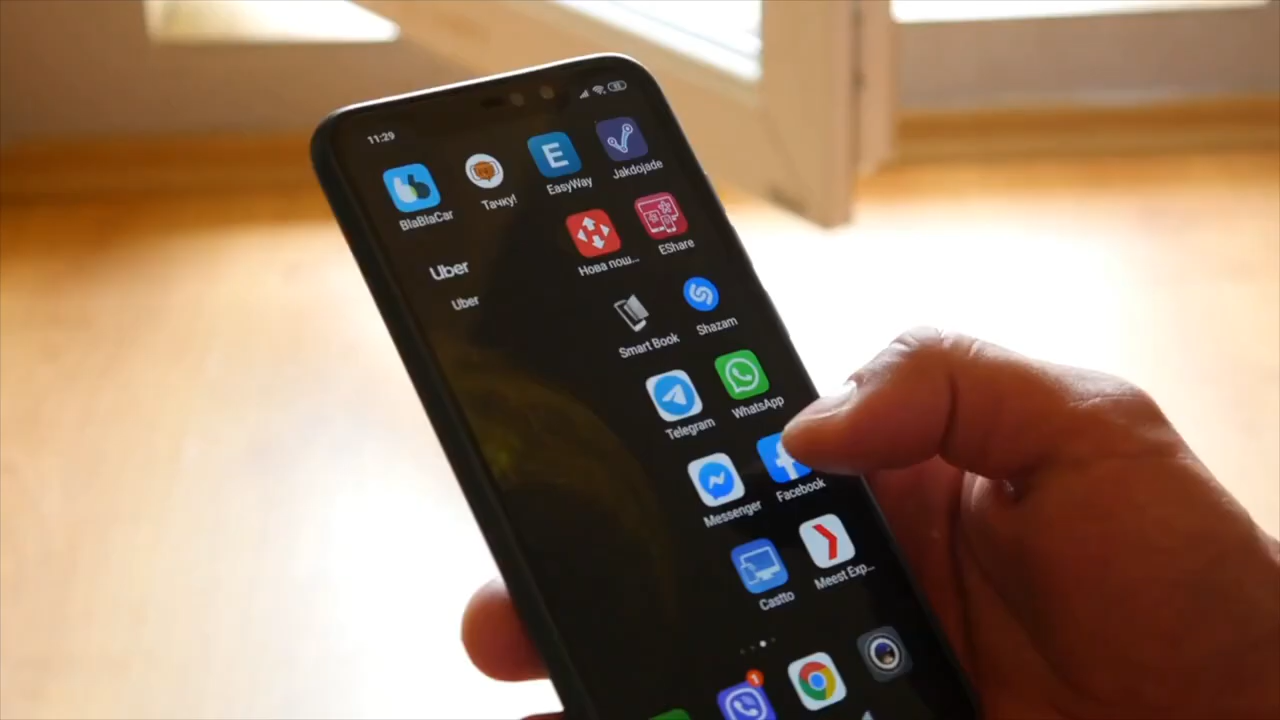 11:29
BlaBlaCar
Тачку!
E
EasyWay
Jakdojade
Нова пош...
EShare
Uber
Uber
Smart Book
Shazam
Telegram
WhatsApp
Messenger
f
Facebook
Castto
Meest Exp...
1